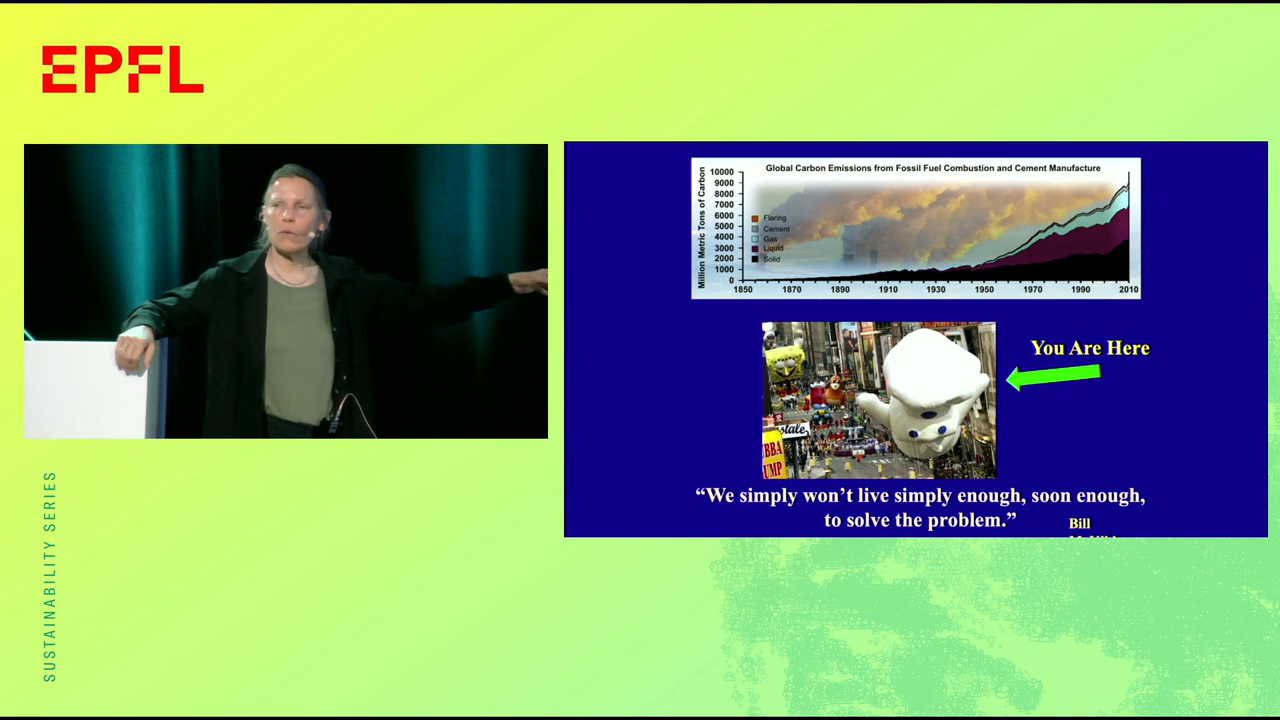 EPFL
Global Carbon Emissions from Fossil Fuel Combustion and Cement Manufacture
Million Metric Tons of Carbon
10000
9000
8000
7000
6000
5000
4000
3000
2000
1000
0
Flaring
Cement
Gas
Liquid
Solid
1850 1870 1890 1910 1930 1950 1970 1990 2010
You Are Here
“We simply won’t live simply enough, soon enough,
to solve the problem.”
Bill
SUSTAINABILITY SERIES